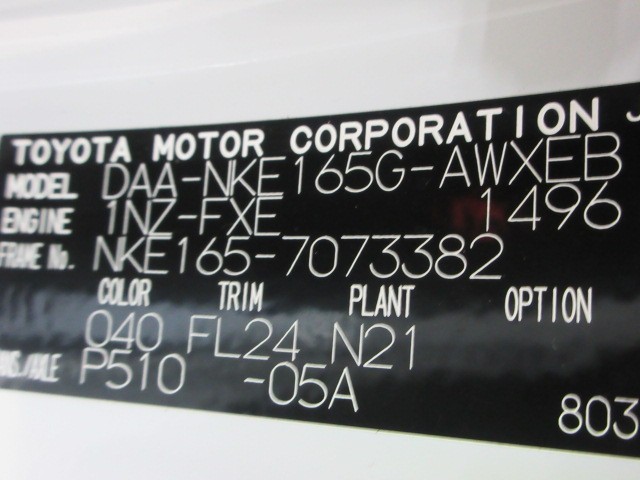 TOYOTA MOTOR CORPORATION
MODEL DAA-NKE165G-AWXEB
ENGINE 1NZ-FXE 1496
FRAME No. NKE165-7073382
COLOR TRIM PLANT OPTION
040 FL24 N21
P510 -05A
803